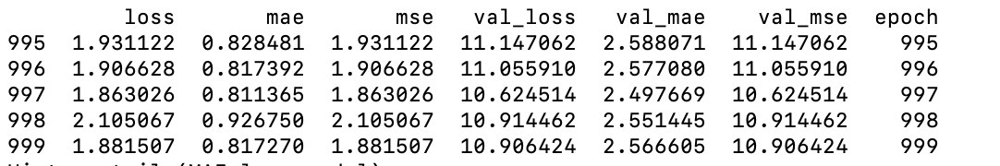 loss mae mse val_loss val_mae val_mse epoch
995 1.931122 0.828481 1.931122 11.147062 2.588071 11.147062 995
996 1.906628 0.817392 1.906628 11.055910 2.577080 11.055910 996
997 1.863026 0.811365 1.863026 10.624514 2.497669 10.624514 997
998 2.105067 0.926750 2.105067 10.914462 2.551445 10.914462 998
999 1.881507 0.817270 1.881507 10.906424 2.566605 10.906424 999